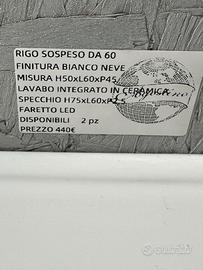 RIGO SOSPESO DA 60
FINITURA BIANCO NEVE
MISURA H50xL60xP45
LAVABO INTEGRATO IN CERAMICA
SPECCHIO H75xL60xP2.5
FARETTO LED
DISPONIBILI 2 pz
PREZZO 440€
subito